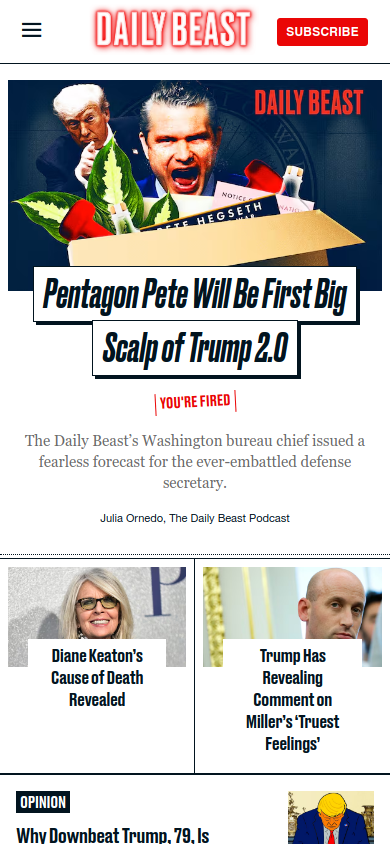 DAILY BEAST
SUBSCRIBE
DAILY BEAST
NOTICE
PETE HEGSETH
Pentagon Pete Will Be First Big
Scalp of Trump 2.0
YOU'RE FIRED
The Daily Beast’s Washington bureau chief issued a
fearless forecast for the ever-embattled defense
secretary.
Julia Ornedo, The Daily Beast Podcast
P
Diane Keaton’s
Cause of Death
Revealed
Trump Has
Revealing
Comment on
Miller’s ‘Truest
Feelings’
OPINION
Why Downbeat Trump, 79, Is